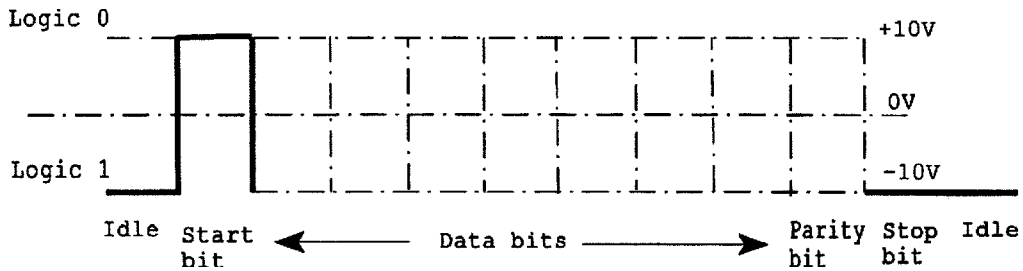 Logic 0
+10V
0V
Logic 1
-10V
Idle
Start bit
Data bits
Parity bit
Stop bit
Idle